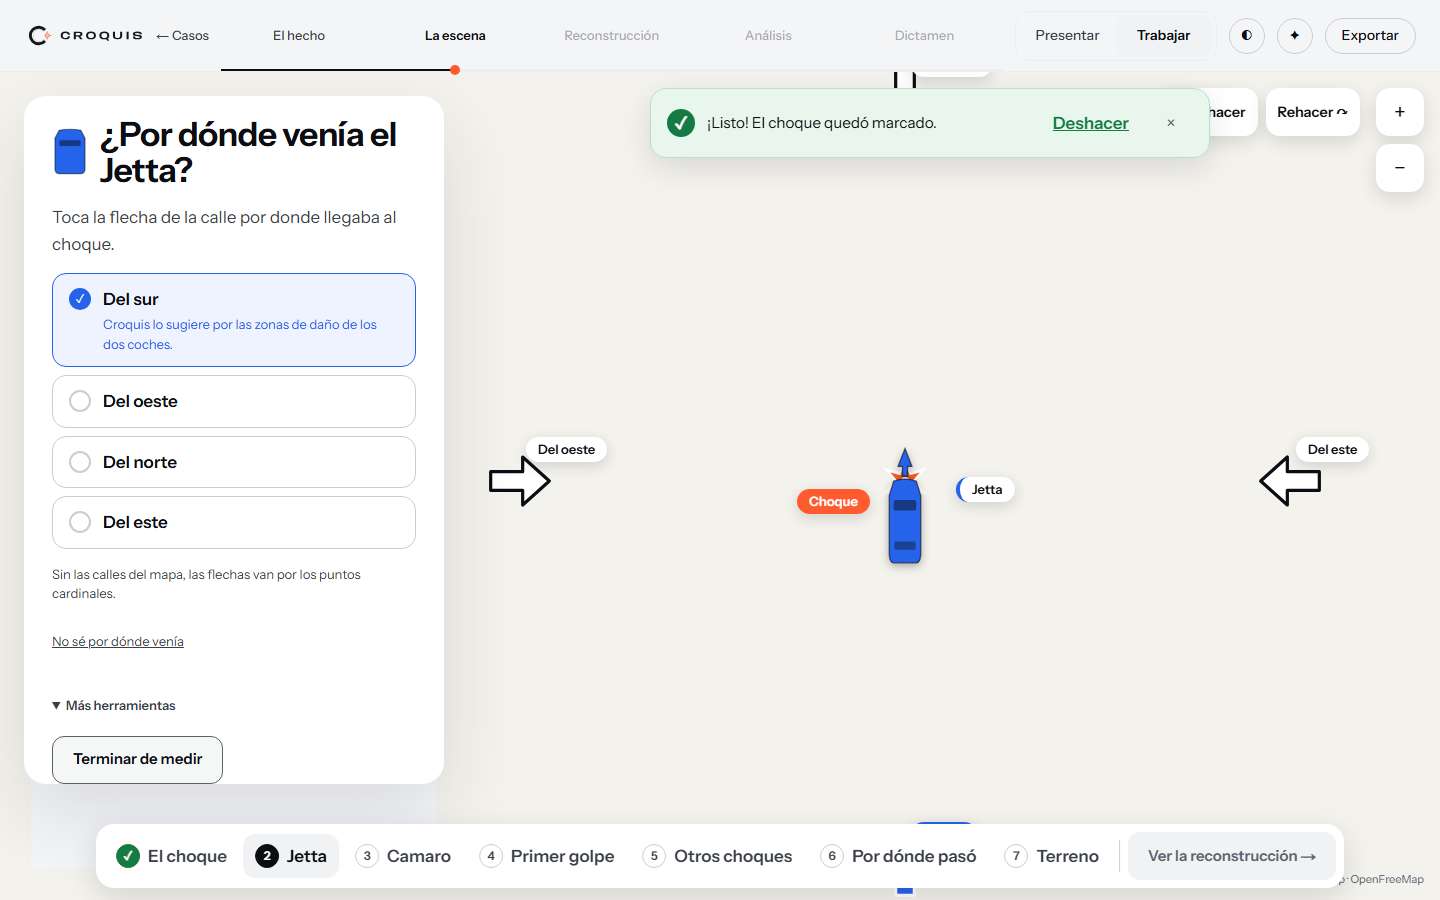 CROQUIS
← Casos
El hecho
La escena
Reconstrucción
Análisis
Dictamen
Presentar
Trabajar
Exportar
¿Por dónde venía el
Jetta?
Toca la flecha de la calle por donde llegaba al
choque.
Del sur
Croquis lo sugiere por las zonas de daño de los
dos coches.
Del oeste
Del norte
Del este
Sin las calles del mapa, las flechas van por los puntos
cardinales.
No sé por dónde venía
▼ Más herramientas
Terminar de medir
¡Listo! El choque quedó marcado.
Deshacer
×
Rehacer ↷
+
−
Del oeste
Del este
Choque
Jetta
El choque
2 Jetta
3 Camaro
4 Primer golpe
5 Otros choques
6 Por dónde pasó
7 Terreno
Ver la reconstrucción →
OpenFreeMap